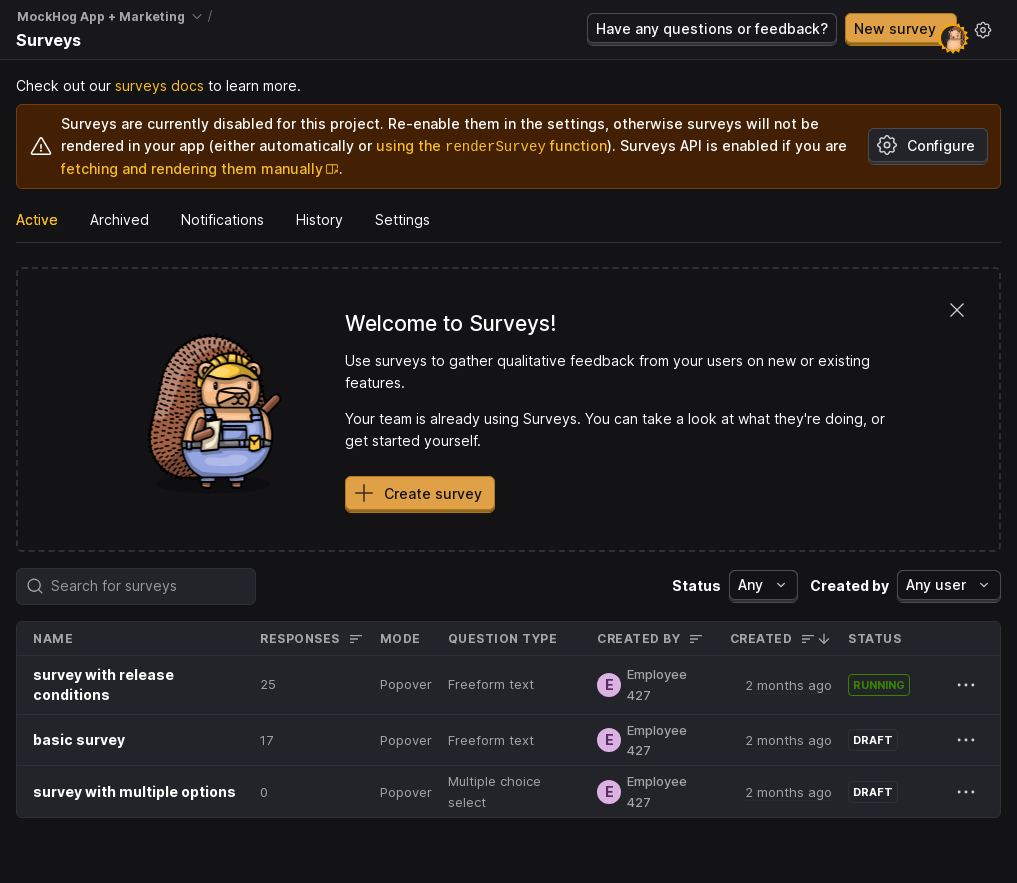 MockHog App + Marketing /
Surveys
Have any questions or feedback?
New survey
Check out our surveys docs to learn more.
Surveys are currently disabled for this project. Re-enable them in the settings, otherwise surveys will not be
rendered in your app (either automatically or using the renderSurvey function). Surveys API is enabled if you are
fetching and rendering them manually.
Configure
Active Archived Notifications History Settings
Welcome to Surveys!
Use surveys to gather qualitative feedback from your users on new or existing
features.
Your team is already using Surveys. You can take a look at what they're doing, or
get started yourself.
Create survey
Search for surveys
Status Any Created by Any user
NAME RESPONSES MODE QUESTION TYPE CREATED BY CREATED STATUS
survey with release
conditions
25 Popover Freeform text E Employee
427
2 months ago RUNNING
basic survey 17 Popover Freeform text E Employee
427
2 months ago DRAFT
survey with multiple options 0 Popover Multiple choice
select
E Employee
427
2 months ago DRAFT